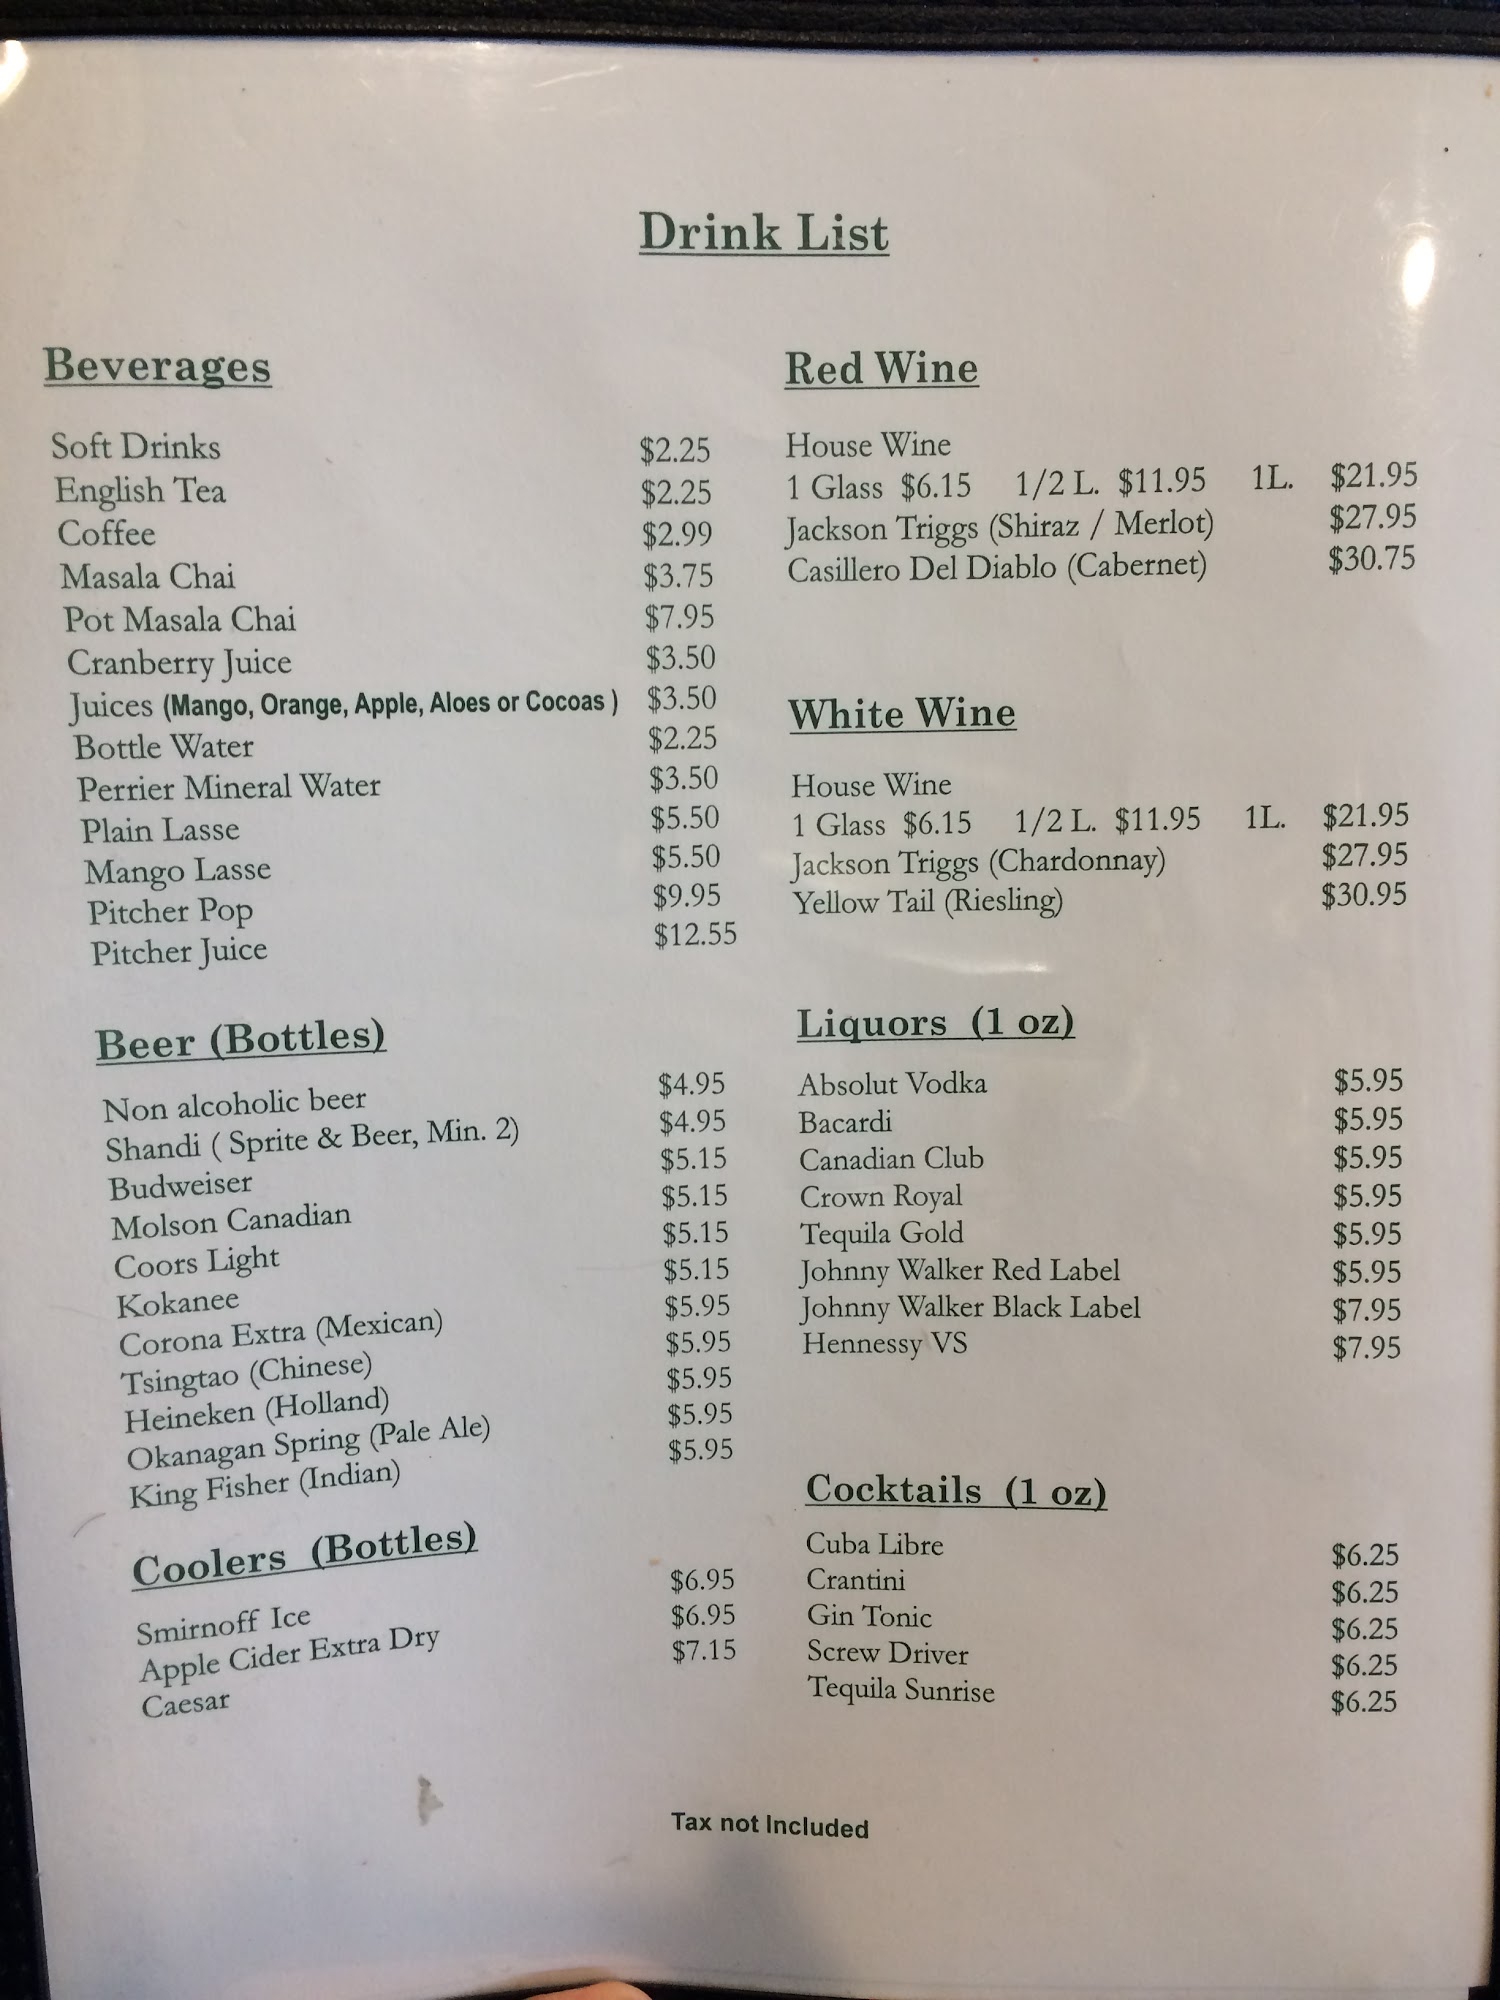 Drink List
Beverages
Soft Drinks $2.25
English Tea $2.25
Coffee $2.99
Masala Chai $3.75
Pot Masala Chai $7.95
Cranberry Juice $3.50
Juices (Mango, Orange, Apple, Aloes or Cocoas ) $3.50
Bottle Water $2.25
Perrier Mineral Water $3.50
Plain Lasse $5.50
Mango Lasse $5.50
Pitcher Pop $9.95
Pitcher Juice $12.55
Beer (Bottles)
Non alcoholic beer $4.95
Shandi ( Sprite & Beer, Min. 2) $4.95
Budweiser $5.15
Molson Canadian $5.15
Coors Light $5.15
Kokanee $5.15
Corona Extra (Mexican) $5.95
Tsingtao (Chinese) $5.95
Heineken (Holland) $5.95
Okanagan Spring (Pale Ale) $5.95
King Fisher (Indian) $5.95
Coolers (Bottles)
Smirnoff Ice $6.95
Apple Cider Extra Dry $6.95
Caesar $7.15
Red Wine
House Wine
1 Glass $6.15 1/2 L. $11.95 1L. $21.95
Jackson Triggs (Shiraz / Merlot) $27.95
Casillero Del Diablo (Cabernet) $30.75
White Wine
House Wine
1 Glass $6.15 1/2 L. $11.95 1L. $21.95
Jackson Triggs (Chardonnay) $27.95
Yellow Tail (Riesling) $30.95
Liquors (1 oz)
Absolut Vodka $5.95
Bacardi $5.95
Canadian Club $5.95
Crown Royal $5.95
Tequila Gold $5.95
Johnny Walker Red Label $5.95
Johnny Walker Black Label $7.95
Hennessy VS $7.95
Cocktails (1 oz)
Cuba Libre $6.25
Crantini $6.25
Gin Tonic $6.25
Screw Driver $6.25
Tequila Sunrise $6.25
Tax not Included